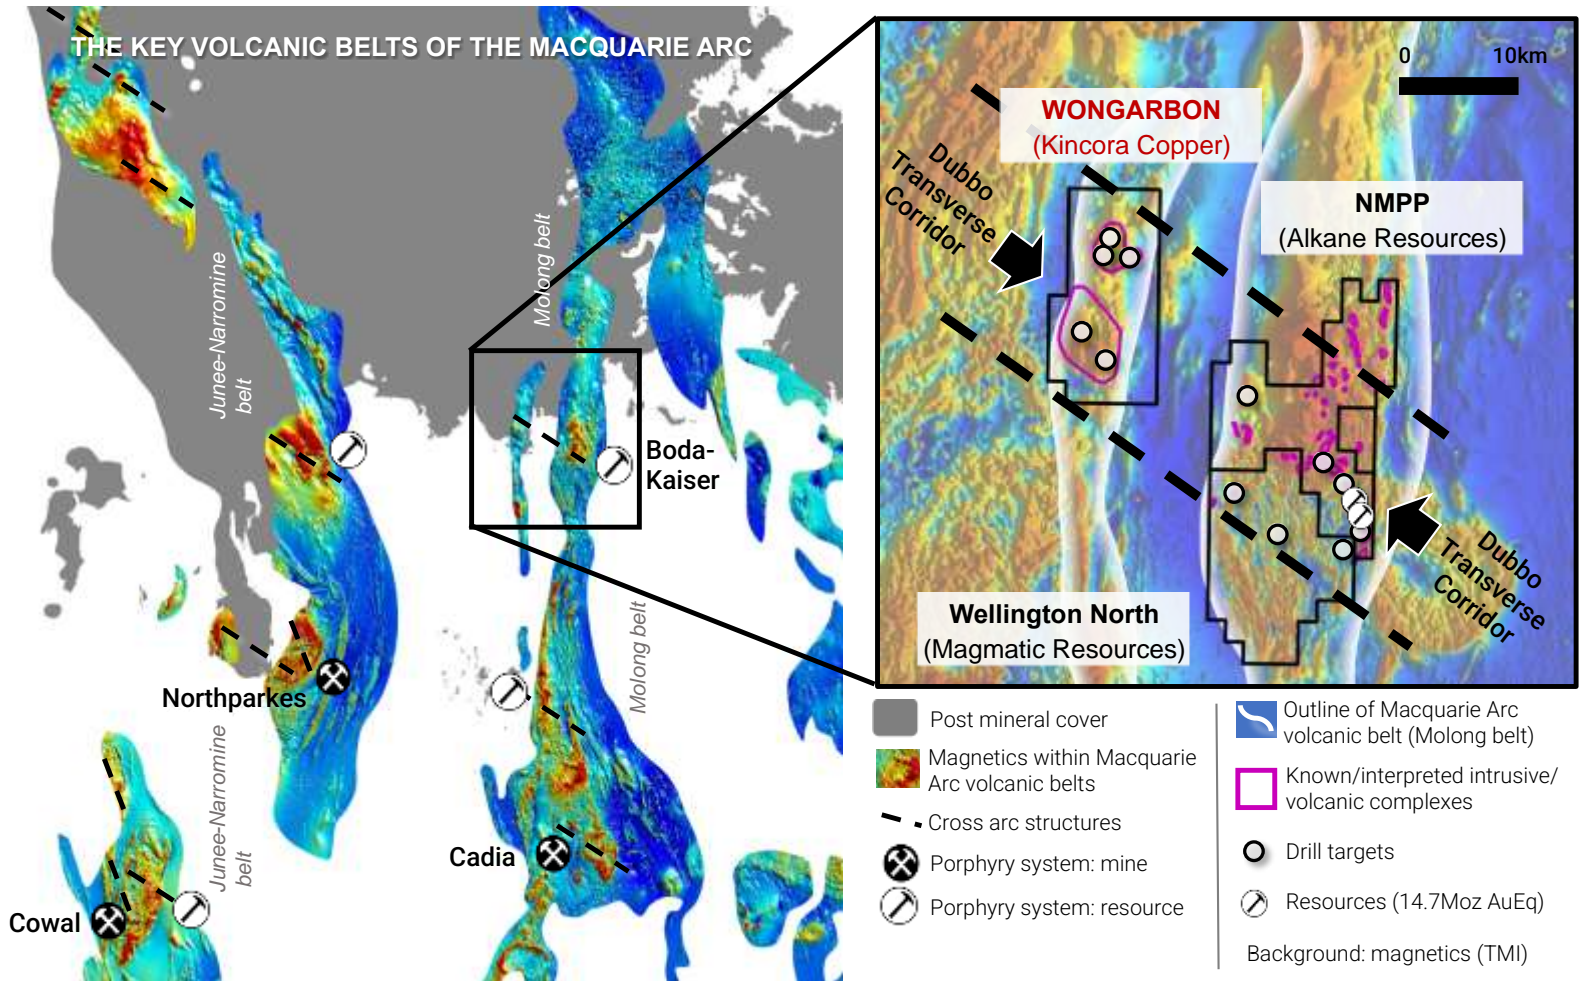 THE KEY VOLCANIC BELTS OF THE MACQUARIE ARC
Junee-Narromine
belt
Molong belt
Boda-
Kaiser
Northparkes
Junee-Narromine
belt
Molong belt
Cadia
Cowal
0 10km
WONGARBON
(Kincora Copper)
Dubbo
Transverse
Corridor
NMPP
(Alkane Resources)
Dubbo
Transverse
Corridor
Wellington North
(Magmatic Resources)
Post mineral cover
Magnetics within Macquarie
Arc volcanic belts
Cross arc structures
Porphyry system: mine
Porphyry system: resource
Outline of Macquarie Arc
volcanic belt (Molong belt)
Known/interpreted intrusive/
volcanic complexes
Drill targets
Resources (14.7Moz AuEq)
Background: magnetics (TMI)